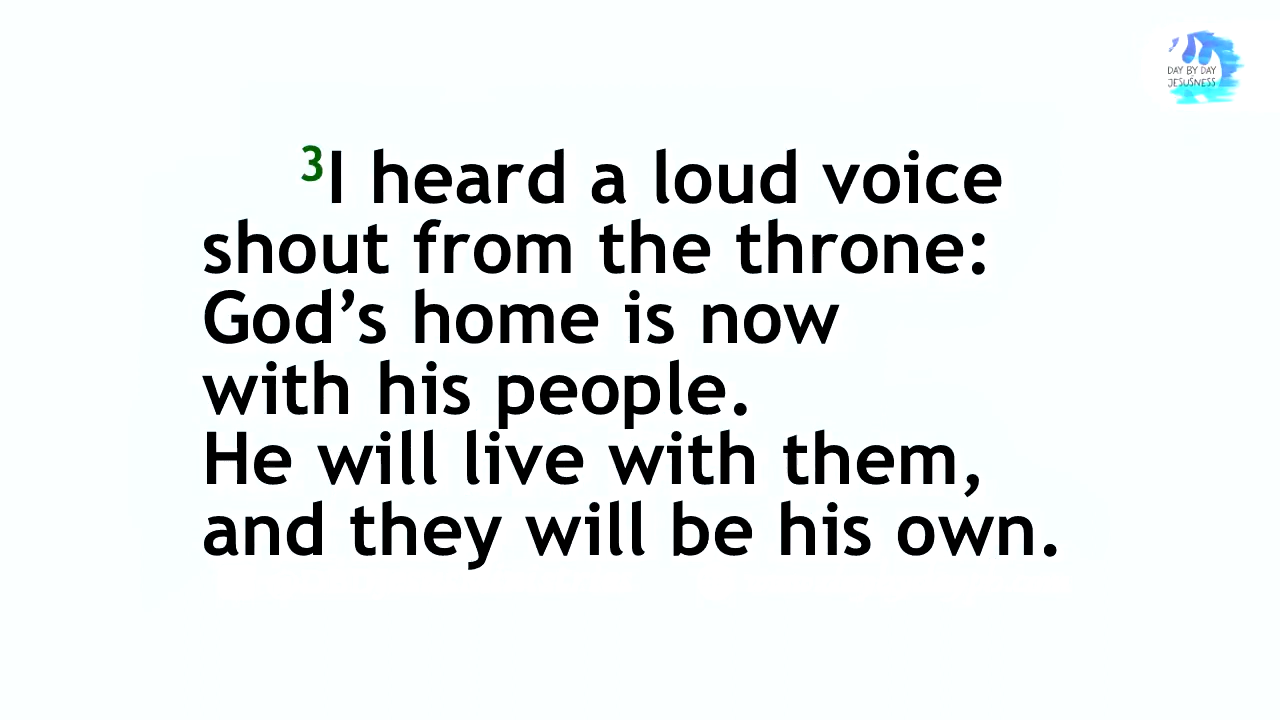 DAY BY DAY
JESUSNESS
3I heard a loud voice
shout from the throne:
God’s home is now
with his people.
He will live with them,
and they will be his own.